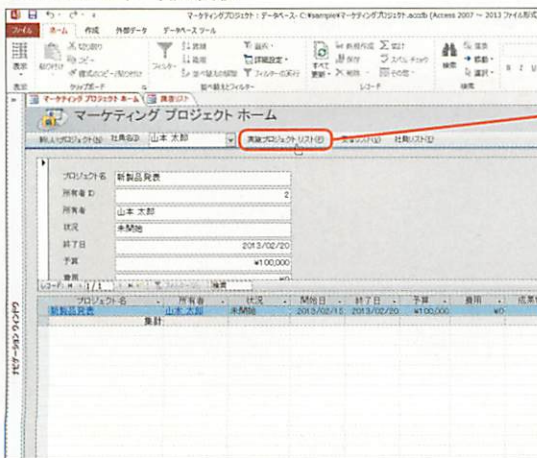 マーケティングプロジェクト : データベース- C:¥sample¥マーケティングプロジェクト.accdb (Access 2007 ～ 2013 ファイル形式
ファイル ホーム 作成 外部データ データベース ツール
表示 貼り付け 切り取り コピー 書式のコピー/貼り付け フィルター 昇順 降順 並べ替えの解除 選択 詳細設定 フィルターの実行 すべて更新 新規作成 保存 削除 Σ 集計 スペル チェック その他 検索 置換 移動 選択 B I U
表示 クリップボード 並べ替えとフィルター レコード 検索
マーケティング プロジェクト ホーム 費用リスト
マーケティング プロジェクト ホーム
新しいプロジェクト(N) 社員名(D) 山本 太郎 社員リスト(E)
プロジェクト名 新製品発表
所有者 ID 2
所有者 山本 太郎
状況 未開始
終了日 2013/02/20
予算 ¥100,000
費用 ¥0
レコード: 1/1 検索
プロジェクト名 所有者 状況 開始日 終了日 予算 費用
新製品発表 山本 太郎 未開始 2013/02/15 2013/02/20 ¥100,000 ¥0
集計
ナビゲーション ウィンドウ